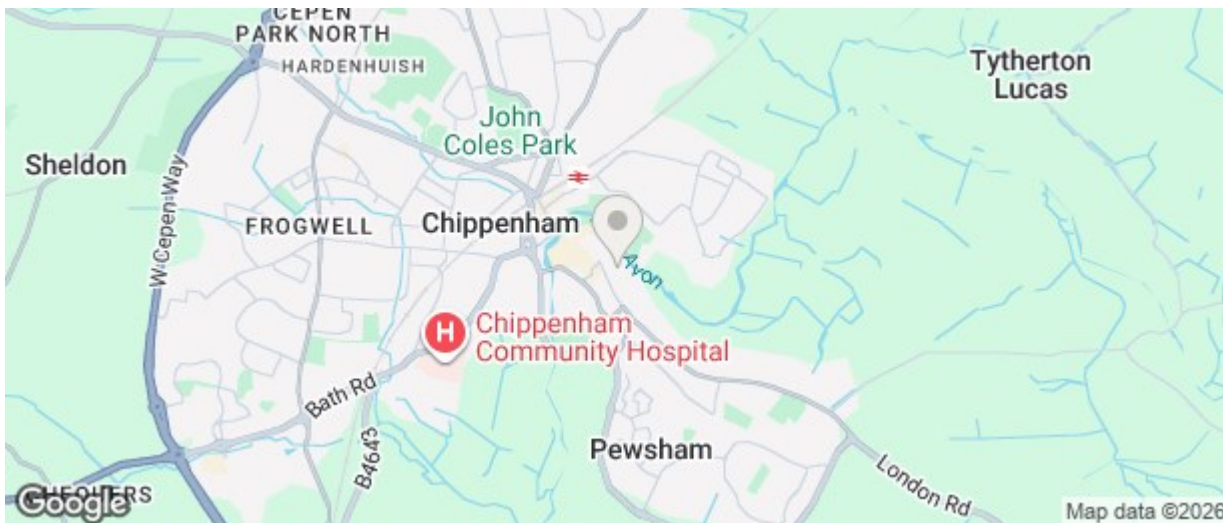 CEPEN
PARK NORTH
HARDENHUISH
Tytherton
Lucas
John
Coles Park
Sheldon
W Cepen Way
FROGWELL
Chippenham
Avon
H
Chippenham
Community Hospital
Bath Rd
B4643
Pewsham
London Rd
CHEQUERS
Google
Map data ©2026